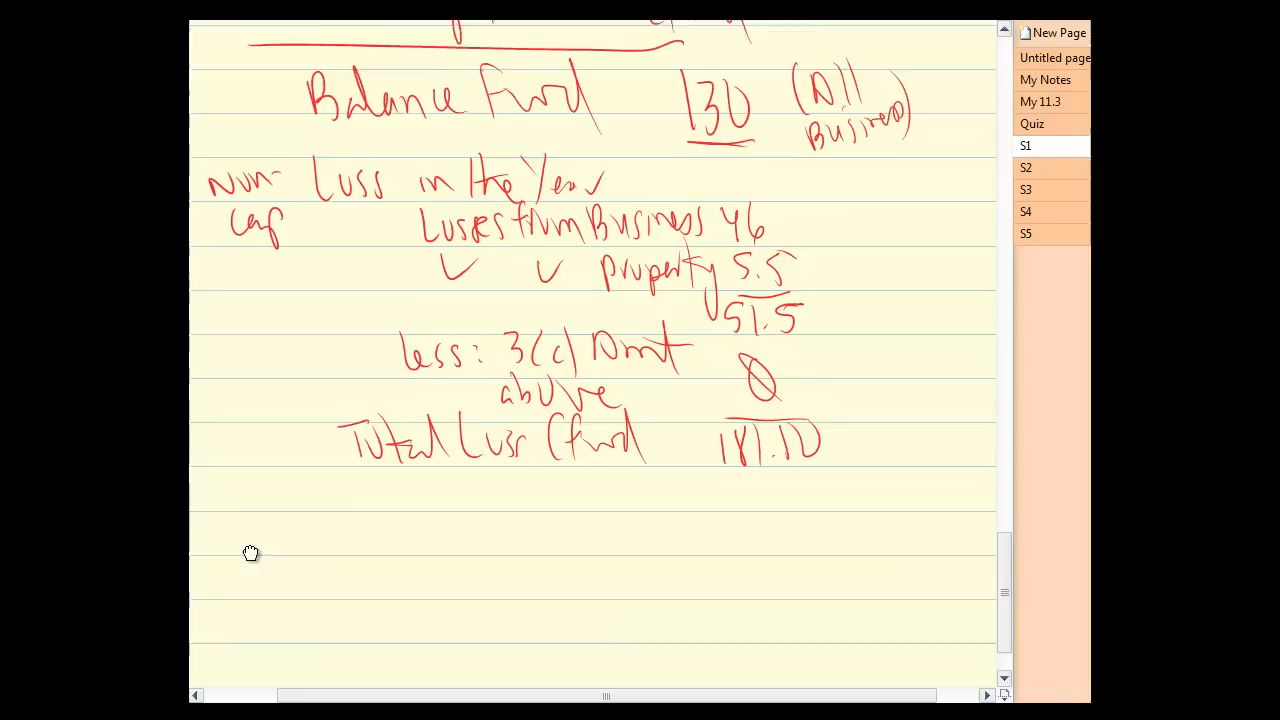 Balance Fwd 130 (All Business)
Non-Cap Loss in the Year
Losses from Business 46
✓ ✓ Property 5.5
51.5
Less: 3(c) Amt above 0
Total Loss (fwd 181.50
New Page
Untitled page
My Notes
My 11.3
Quiz
S1
S2
S3
S4
S5